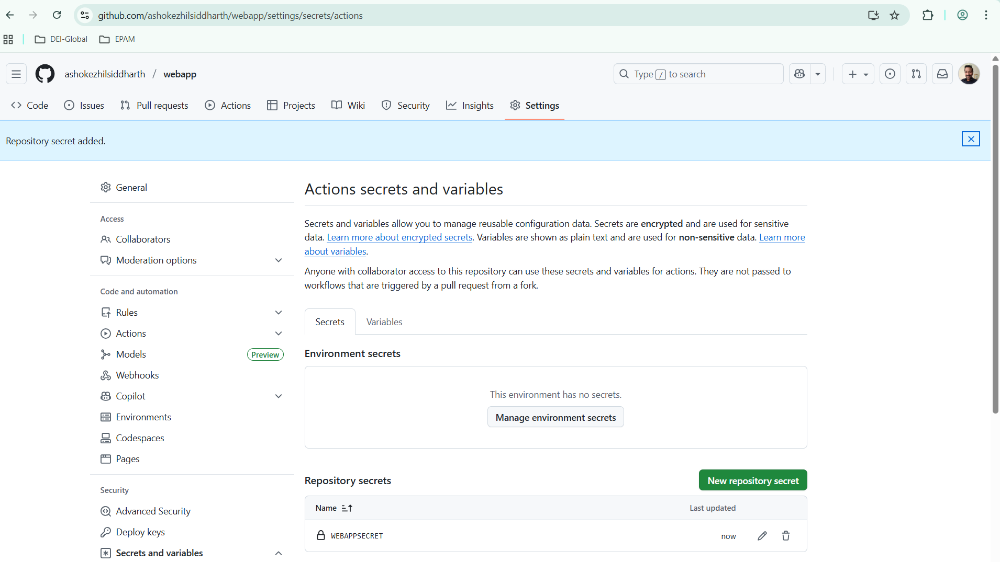 github.com/ashokezhilsiddharth/webapp/settings/secrets/actions
DEI-Global EPAM
ashokezhilsiddharth / webapp
Type / to search
Code Issues Pull requests Actions Projects Wiki Security Insights Settings
Repository secret added.
General
Access
Collaborators
Moderation options
Code and automation
Rules
Actions
Models Preview
Webhooks
Copilot
Environments
Codespaces
Pages
Security
Advanced Security
Deploy keys
Secrets and variables
Actions secrets and variables
Secrets and variables allow you to manage reusable configuration data. Secrets are encrypted and are used for sensitive
data. Learn more about encrypted secrets. Variables are shown as plain text and are used for non-sensitive data. Learn more
about variables.
Anyone with collaborator access to this repository can use these secrets and variables for actions. They are not passed to
workflows that are triggered by a pull request from a fork.
Secrets Variables
Environment secrets
This environment has no secrets.
Manage environment secrets
Repository secrets New repository secret
Name Last updated
WEBAPPSECRET now